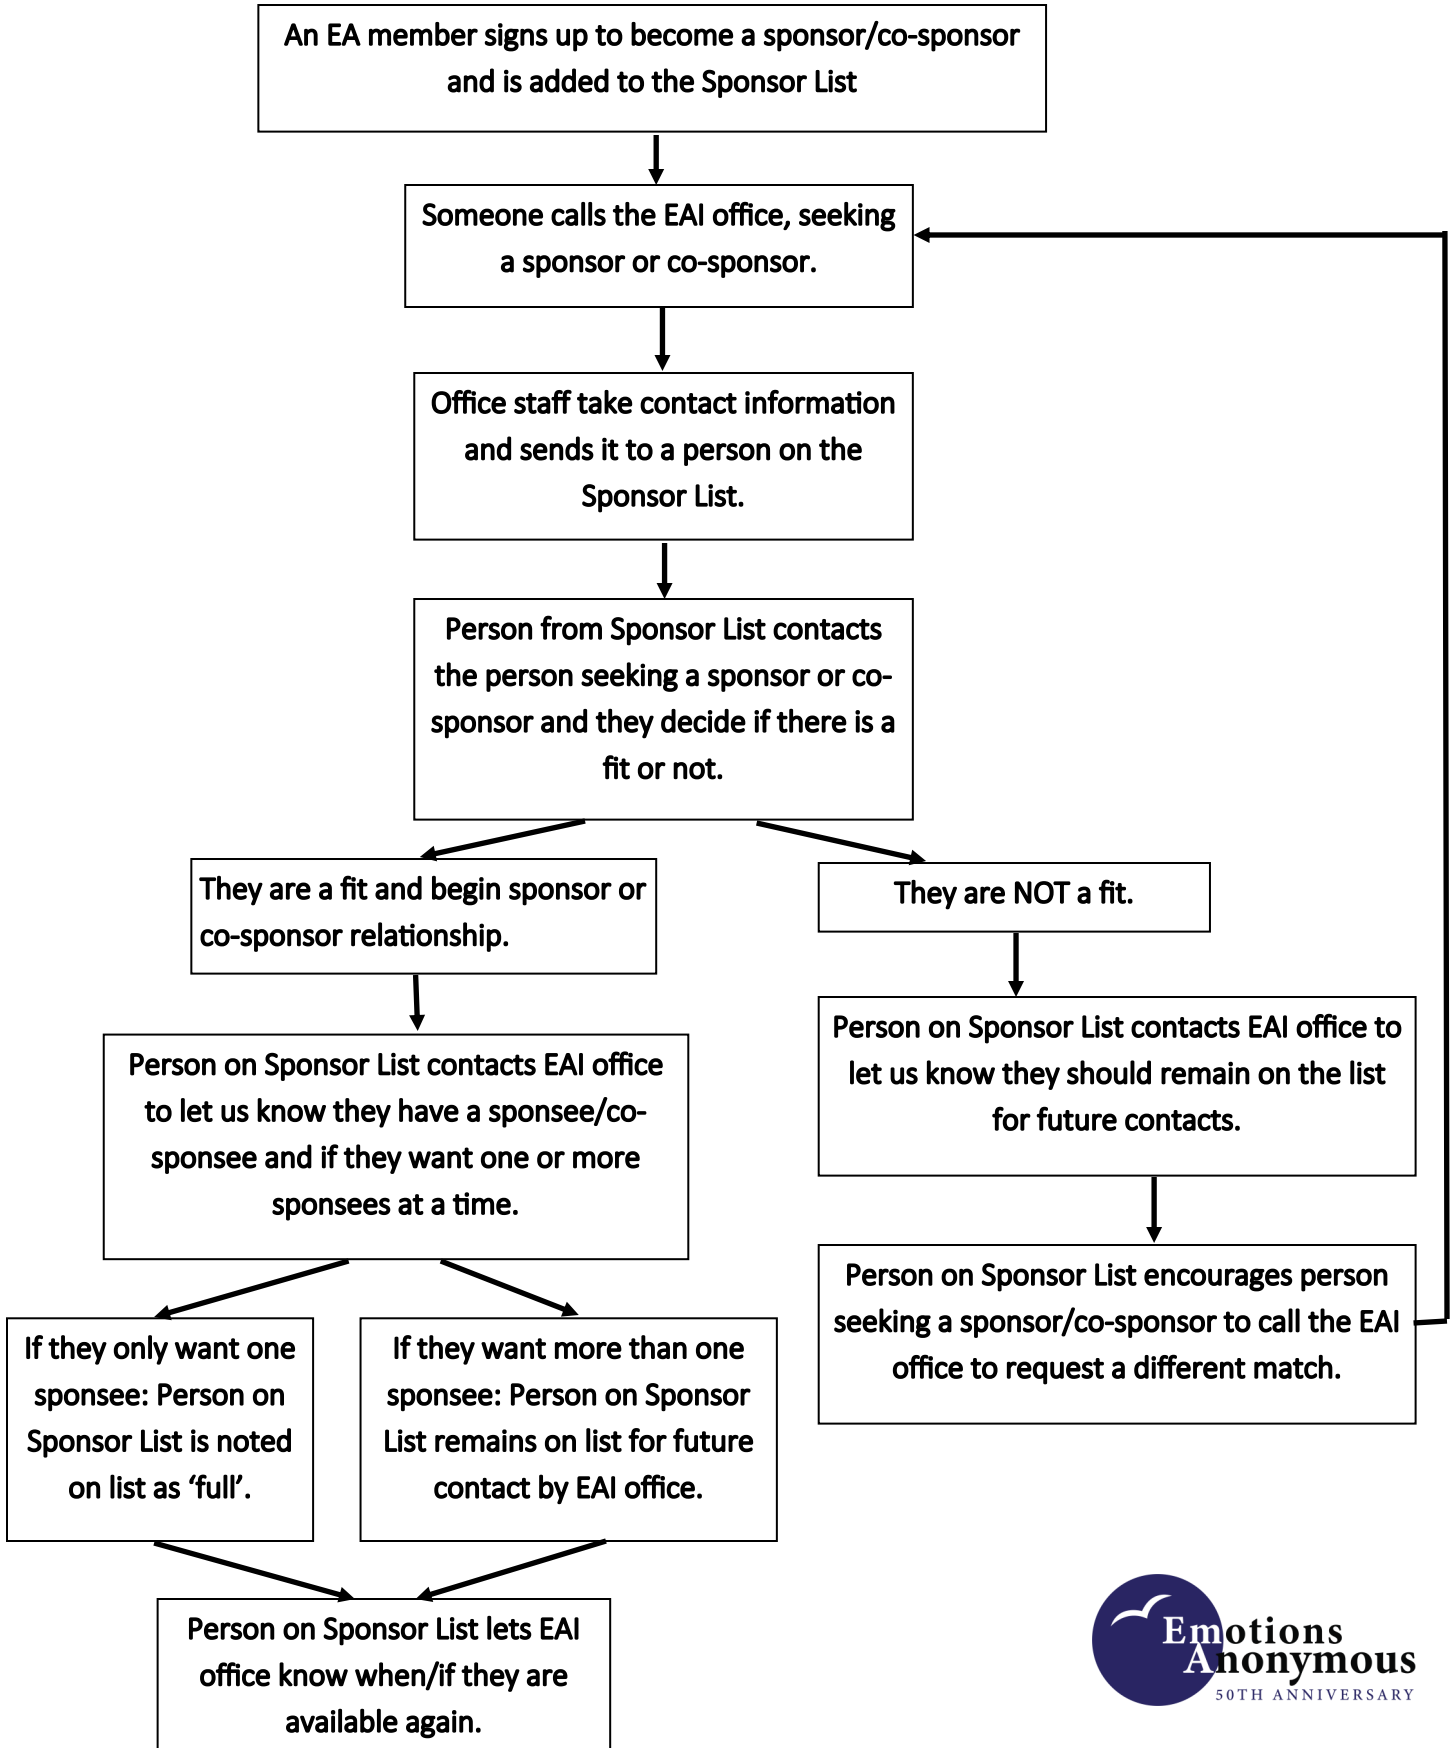 An EA member signs up to become a sponsor/co-sponsor
and is added to the Sponsor List
Someone calls the EAI office, seeking
a sponsor or co-sponsor.
Office staff take contact information
and sends it to a person on the
Sponsor List.
Person from Sponsor List contacts
the person seeking a sponsor or co-
sponsor and they decide if there is a
fit or not.
They are a fit and begin sponsor or
co-sponsor relationship.
They are NOT a fit.
Person on Sponsor List contacts EAI office
to let us know they have a sponsee/co-
sponsee and if they want one or more
sponsees at a time.
Person on Sponsor List contacts EAI office to
let us know they should remain on the list
for future contacts.
Person on Sponsor List encourages person
seeking a sponsor/co-sponsor to call the EAI
office to request a different match.
If they only want one
sponsee: Person on
Sponsor List is noted
on list as ‘full’.
If they want more than one
sponsee: Person on Sponsor
List remains on list for future
contact by EAI office.
Person on Sponsor List lets EAI
office know when/if they are
available again.
Emotions
Anonymous
50TH ANNIVERSARY